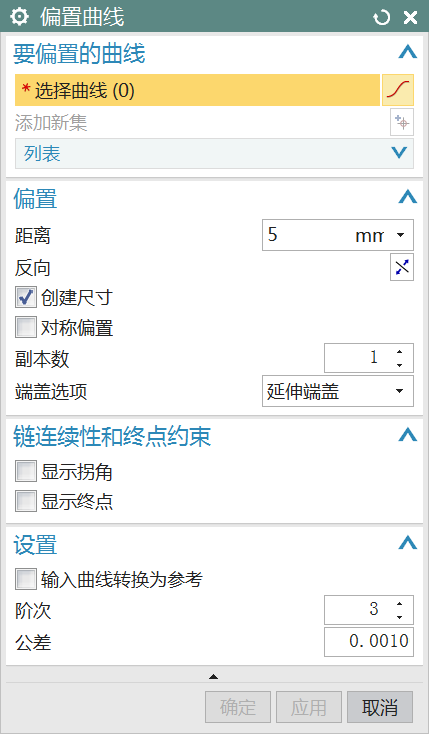 偏置曲线
要偏置的曲线
* 选择曲线 (0)
添加新集
列表
偏置
距离 5 mm
反向
创建尺寸
对称偏置
副本数 1
端盖选项 延伸端盖
链连续性和终点约束
显示拐角
显示终点
设置
输入曲线转换为参考
阶次 3
公差 0.0010
确定 应用 取消